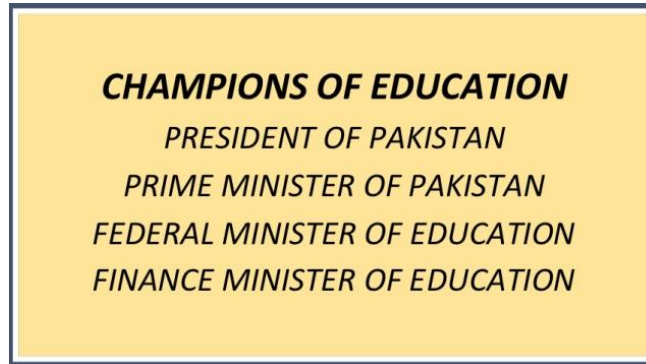 CHAMPIONS OF EDUCATION
PRESIDENT OF PAKISTAN
PRIME MINISTER OF PAKISTAN
FEDERAL MINISTER OF EDUCATION
FINANCE MINISTER OF EDUCATION